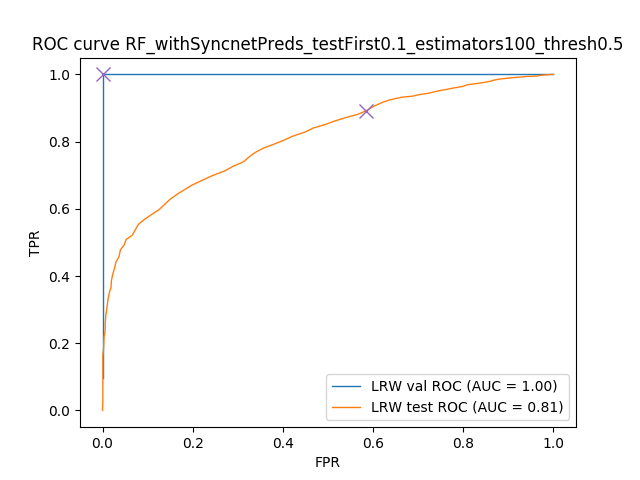 ROC curve RF_withSyncnetPreds_testFirst0.1_estimators100_thresh0.5
1.0
0.8
0.6
0.4
0.2
0.0
TPR
LRW val ROC (AUC = 1.00)
LRW test ROC (AUC = 0.81)
0.0 0.2 0.4 0.6 0.8 1.0
FPR